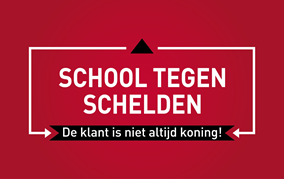 SCHOOL TEGEN
SCHELDEN
De klant is niet altijd koning!